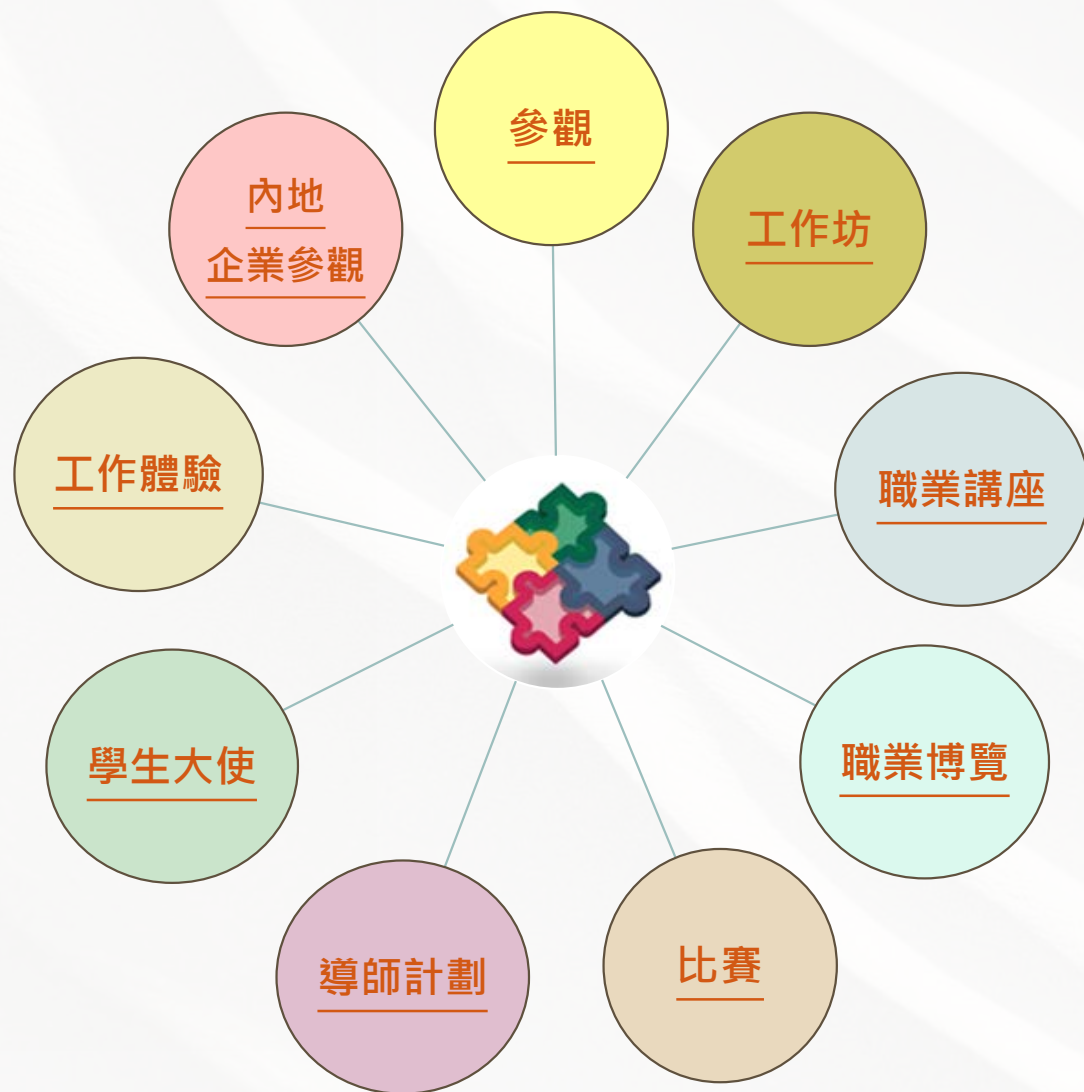 參觀
工作坊
職業講座
職業博覽
比賽
導師計劃
學生大使
工作體驗
內地
企業參觀